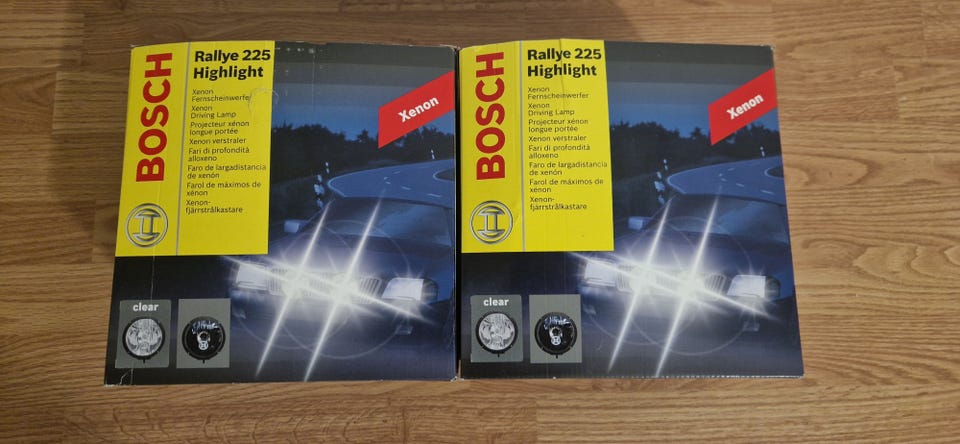 BOSCH
Rallye 225
Highlight
Xenon
Fernscheinwerfer
Xenon
Driving Lamp
Projecteur xénon
longue portée
Xenon verstraler
Fari di profondità
alloxeno
Faro de largadistancia
de xenón
Farol de máximos de
xénon
Xenon-
fjärrstrålkastare
Xenon
clear
BOSCH
Rallye 225
Highlight
Xenon
Fernscheinwerfer
Xenon
Driving Lamp
Projecteur xénon
longue portée
Xenon verstraler
Fari di profondità
alloxeno
Faro de largadistancia
de xenón
Farol de máximos de
xénon
Xenon-
fjärrstrålkastare
Xenon
clear